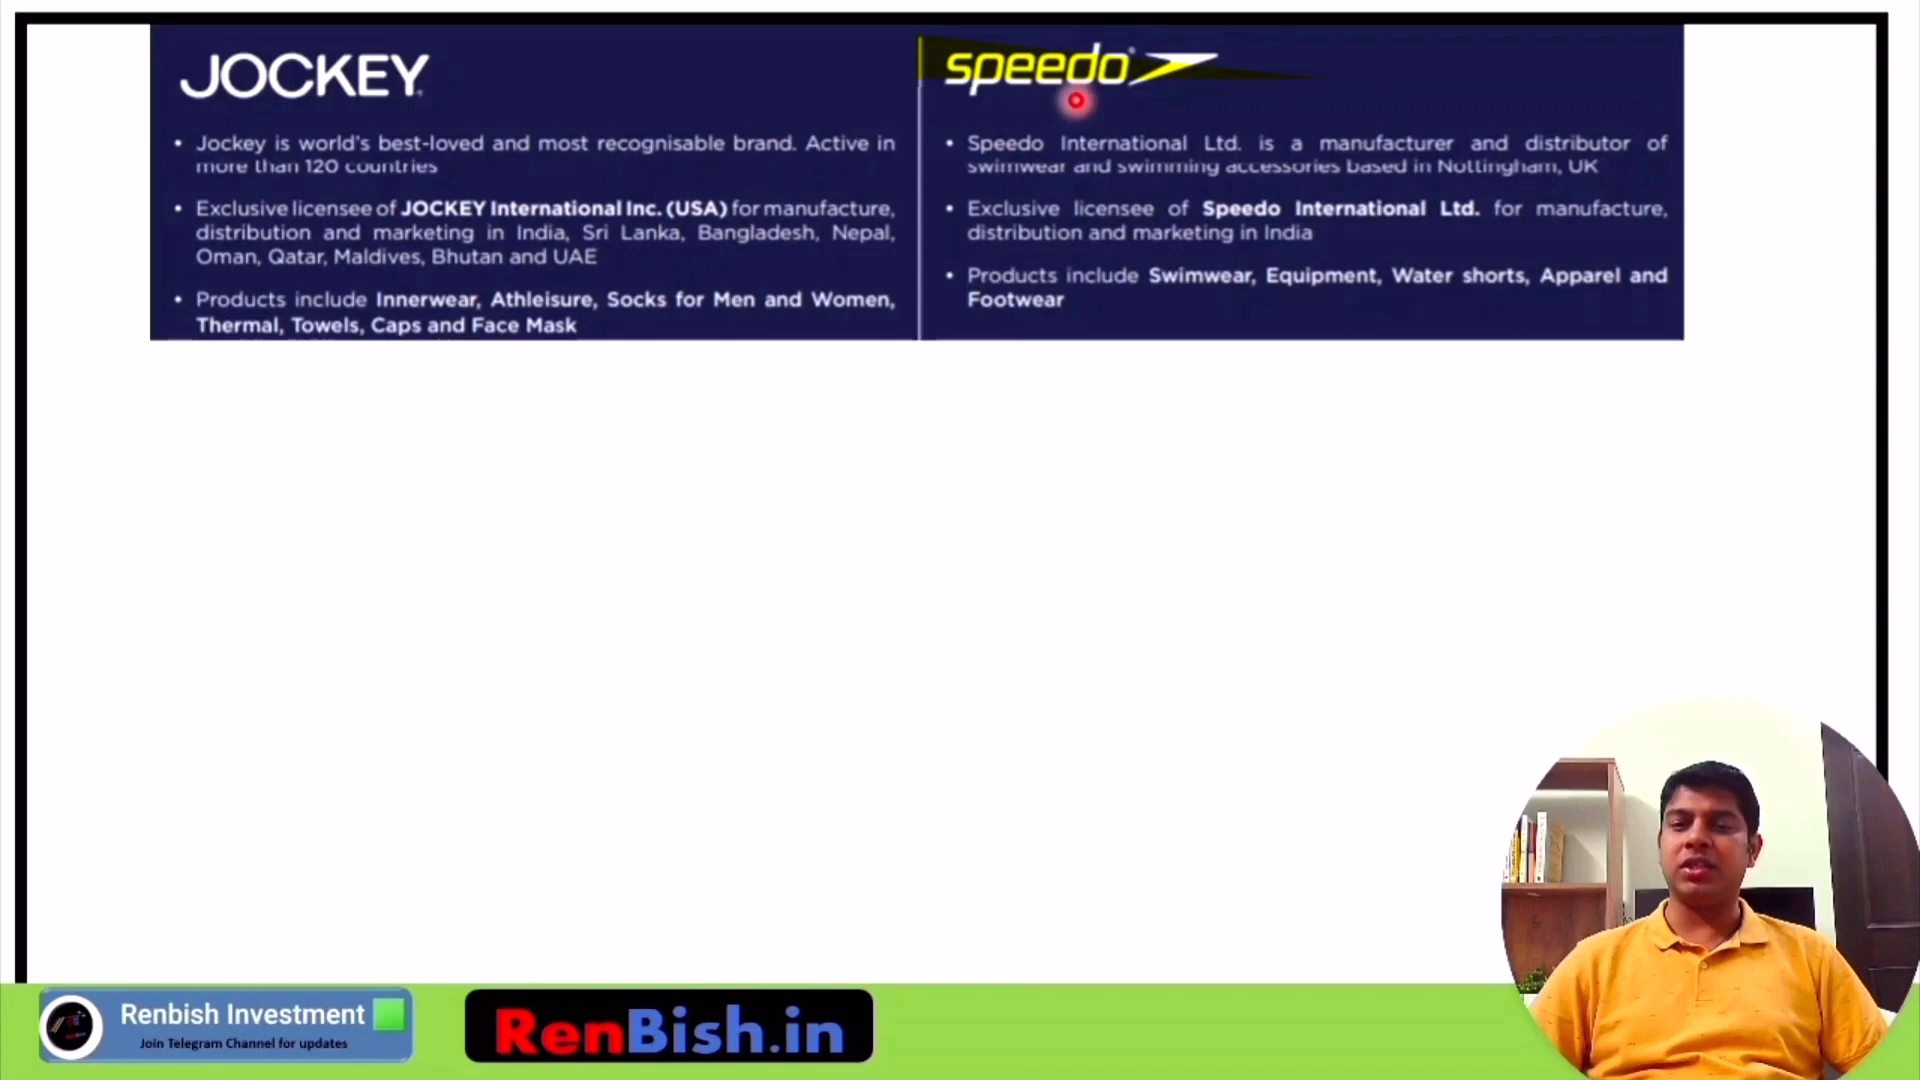 JOCKEY
• Jockey is world's best-loved and most recognisable brand. Active in
more than 120 countries
• Exclusive licensee of JOCKEY International Inc. (USA) for manufacture,
distribution and marketing in India, Sri Lanka, Bangladesh, Nepal,
Oman, Qatar, Maldives, Bhutan and UAE
• Products include Innerwear, Athleisure, Socks for Men and Women,
Thermal, Towels, Caps and Face Mask
speedo
• Speedo International Ltd. is a manufacturer and distributor of
swimwear and swimming accessories based in Nottingham, UK
• Exclusive licensee of Speedo International Ltd. for manufacture,
distribution and marketing in India
• Products include Swimwear, Equipment, Water shorts, Apparel and
Footwear
Renbish Investment
Join Telegram Channel for updates
RenBish.in